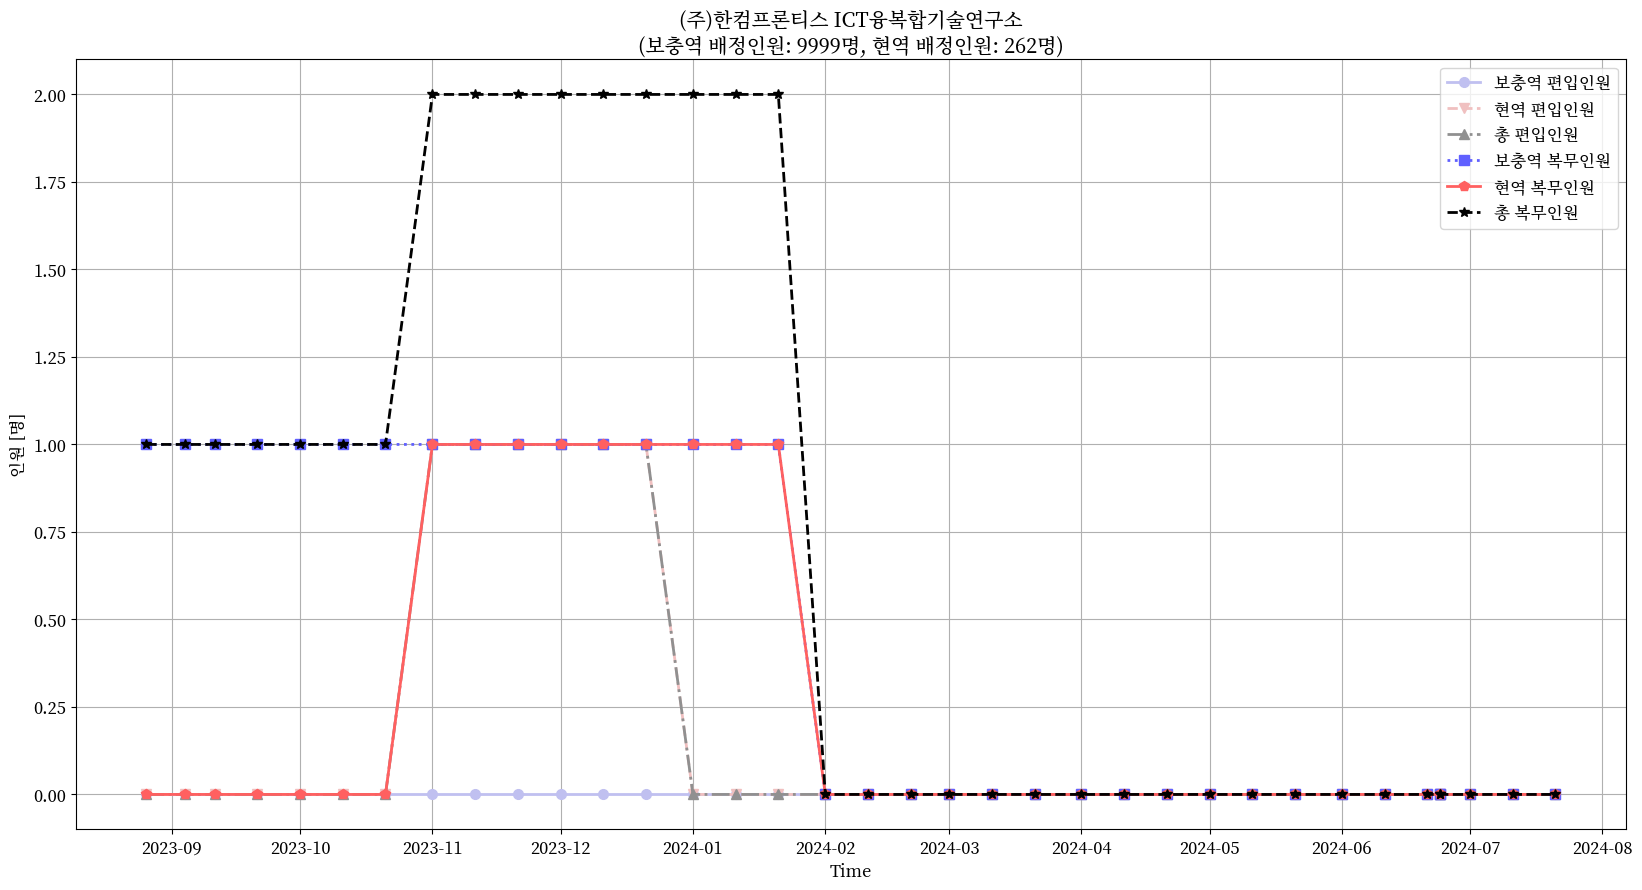 (주)한컴프론티스 ICT융복합기술연구소
(보충역 배정인원: 9999명, 현역 배정인원: 262명)
보충역 편입인원
현역 편입인원
총 편입인원
보충역 복무인원
현역 복무인원
총 복무인원
인원 [명]
2.00
1.75
1.50
1.25
1.00
0.75
0.50
0.25
0.00
2023-09
2023-10
2023-11
2023-12
2024-01
2024-02
2024-03
2024-04
2024-05
2024-06
2024-07
2024-08
Time